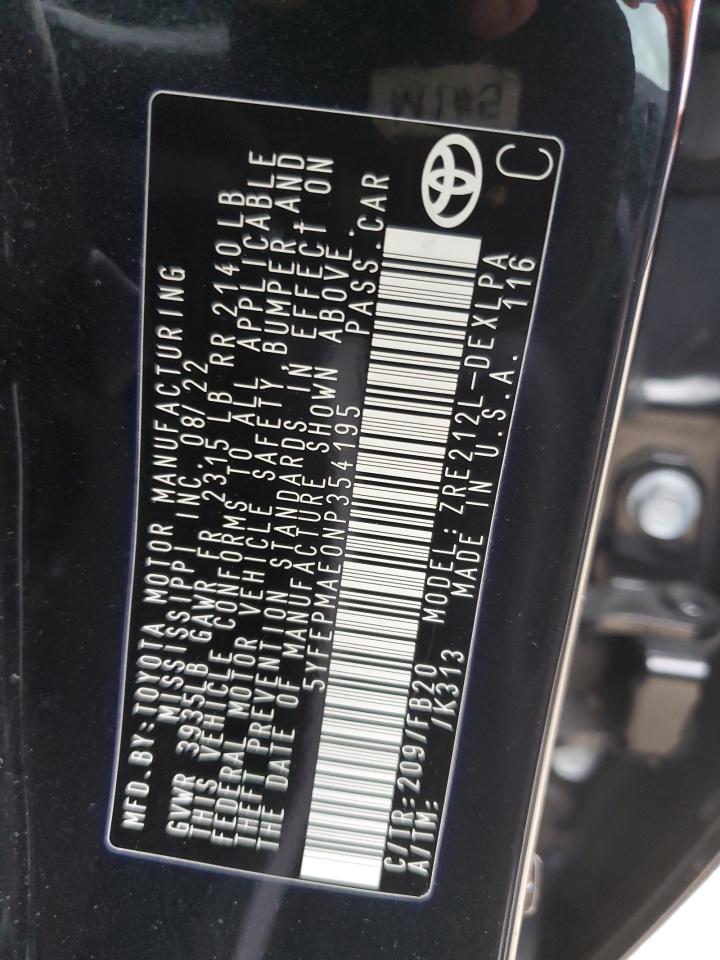 MFD.BY:TOYOTA MOTOR MANUFACTURING
MISSISSIPPI INC. 08/22
GVWR 3935LB GAWR FR 2315 LB RR 2140 LB
THIS VEHICLE CONFORMS TO ALL APPLICABLE
FEDERAL MOTOR VEHICLE SAFETY, BUMPER, AND
THEFT PREVENTION STANDARDS IN EFFECT ON
THE DATE OF MANUFACTURE SHOWN ABOVE.
5YFEPMAE0NP354195 PASS.CAR
C/TR:209/FB20 MODEL:ZRE212L-DEXLPA
A/TM: /K313 MADE IN U.S.A. 116
C